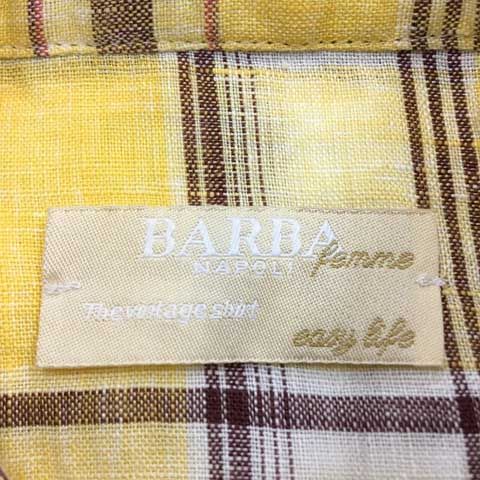 BARBA
NAPOLI femme
The vintage shirt
easy life